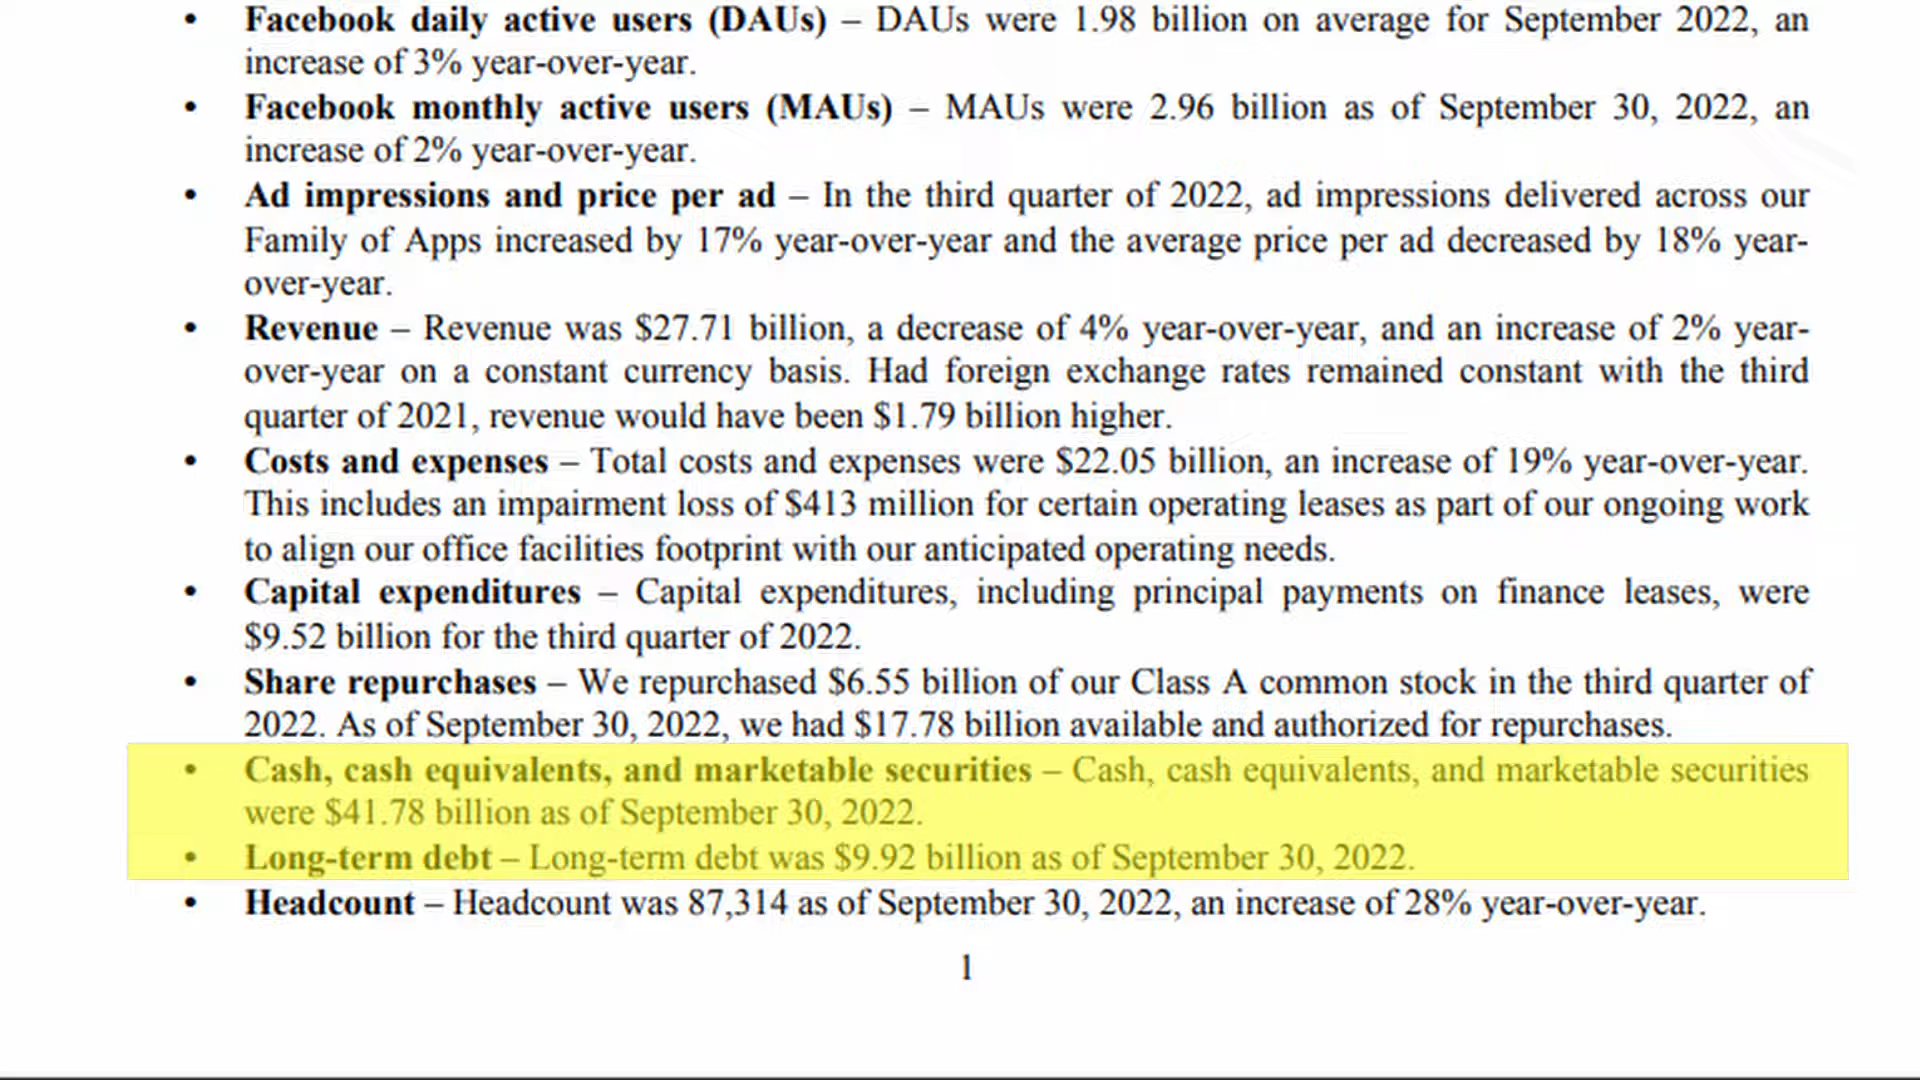 • Facebook daily active users (DAUs) – DAUs were 1.98 billion on average for September 2022, an
increase of 3% year-over-year.
• Facebook monthly active users (MAUs) – MAUs were 2.96 billion as of September 30, 2022, an
increase of 2% year-over-year.
• Ad impressions and price per ad – In the third quarter of 2022, ad impressions delivered across our
Family of Apps increased by 17% year-over-year and the average price per ad decreased by 18% year-
over-year.
• Revenue – Revenue was $27.71 billion, a decrease of 4% year-over-year, and an increase of 2% year-
over-year on a constant currency basis. Had foreign exchange rates remained constant with the third
quarter of 2021, revenue would have been $1.79 billion higher.
• Costs and expenses – Total costs and expenses were $22.05 billion, an increase of 19% year-over-year.
This includes an impairment loss of $413 million for certain operating leases as part of our ongoing work
to align our office facilities footprint with our anticipated operating needs.
• Capital expenditures – Capital expenditures, including principal payments on finance leases, were
$9.52 billion for the third quarter of 2022.
• Share repurchases – We repurchased $6.55 billion of our Class A common stock in the third quarter of
2022. As of September 30, 2022, we had $17.78 billion available and authorized for repurchases.
• Cash, cash equivalents, and marketable securities – Cash, cash equivalents, and marketable securities
were $41.78 billion as of September 30, 2022.
• Long-term debt – Long-term debt was $9.92 billion as of September 30, 2022.
• Headcount – Headcount was 87,314 as of September 30, 2022, an increase of 28% year-over-year.
1